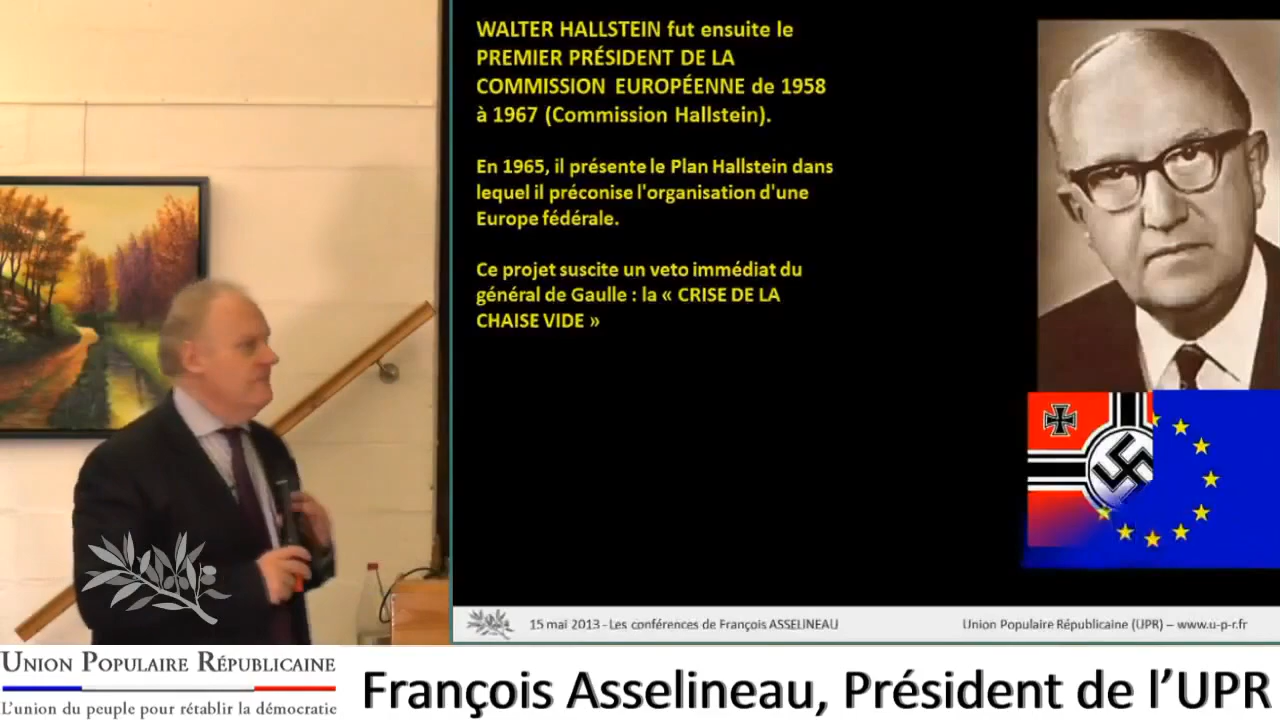 WALTER HALLSTEIN fut ensuite le
PREMIER PRÉSIDENT DE LA
COMMISSION EUROPÉENNE de 1958
à 1967 (Commission Hallstein).
En 1965, il présente le Plan Hallstein dans
lequel il préconise l'organisation d'une
Europe fédérale.
Ce projet suscite un veto immédiat du
général de Gaulle : la « CRISE DE LA
CHAISE VIDE »
15 mai 2013 - Les conférences de François ASSELINEAU
Union Populaire Républicaine (UPR) – www.u-p-r.fr
UNION POPULAIRE RÉPUBLICAINE
L'union du peuple pour rétablir la démocratie
François Asselineau, Président de l'UPR